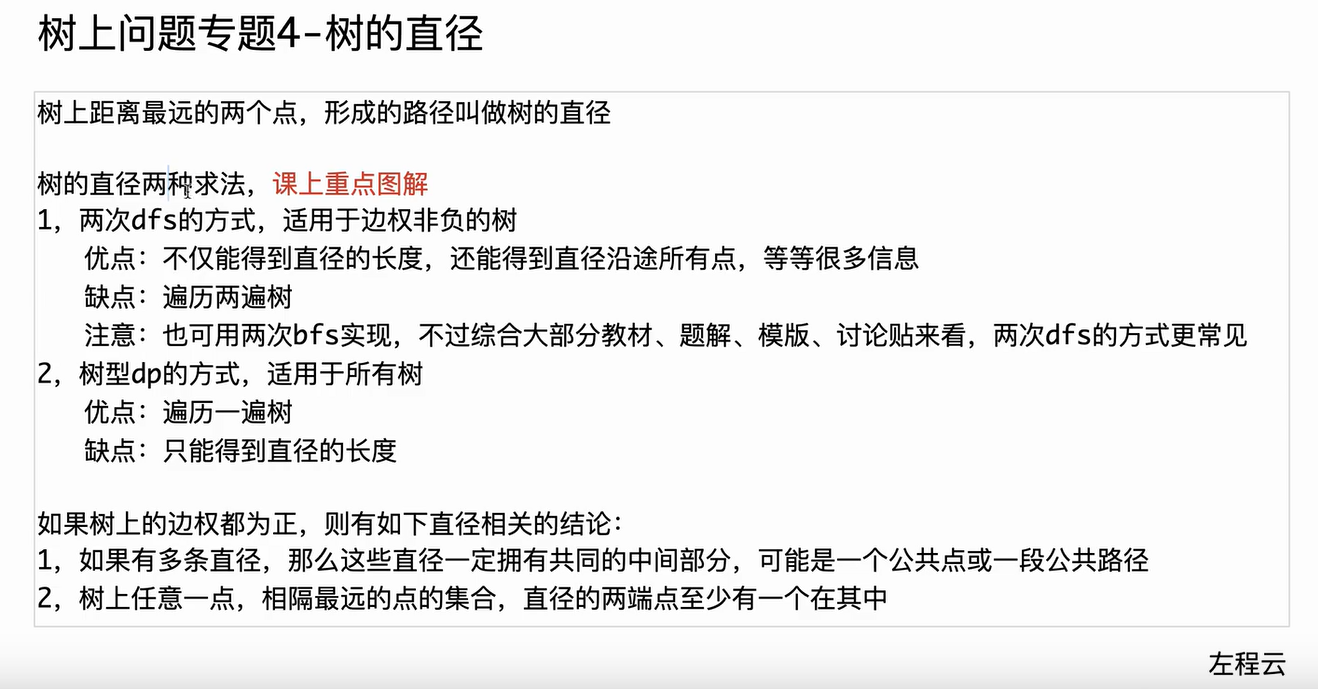 树上问题专题4-树的直径
树上距离最远的两个点，形成的路径叫做树的直径
树的直径两种求法，课上重点图解
1，两次dfs的方式，适用于边权非负的树
优点：不仅能得到直径的长度，还能得到直径沿途所有点，等等很多信息
缺点：遍历两遍树
注意：也可用两次bfs实现，不过综合大部分教材、题解、模版、讨论贴来看，两次dfs的方式更常见
2，树型dp的方式，适用于所有树
优点：遍历一遍树
缺点：只能得到直径的长度
如果树上的边权都为正，则有如下直径相关的结论：
1，如果有多条直径，那么这些直径一定拥有共同的中间部分，可能是一个公共点或一段公共路径
2，树上任意一点，相隔最远的点的集合，直径的两端点至少有一个在其中
左程云